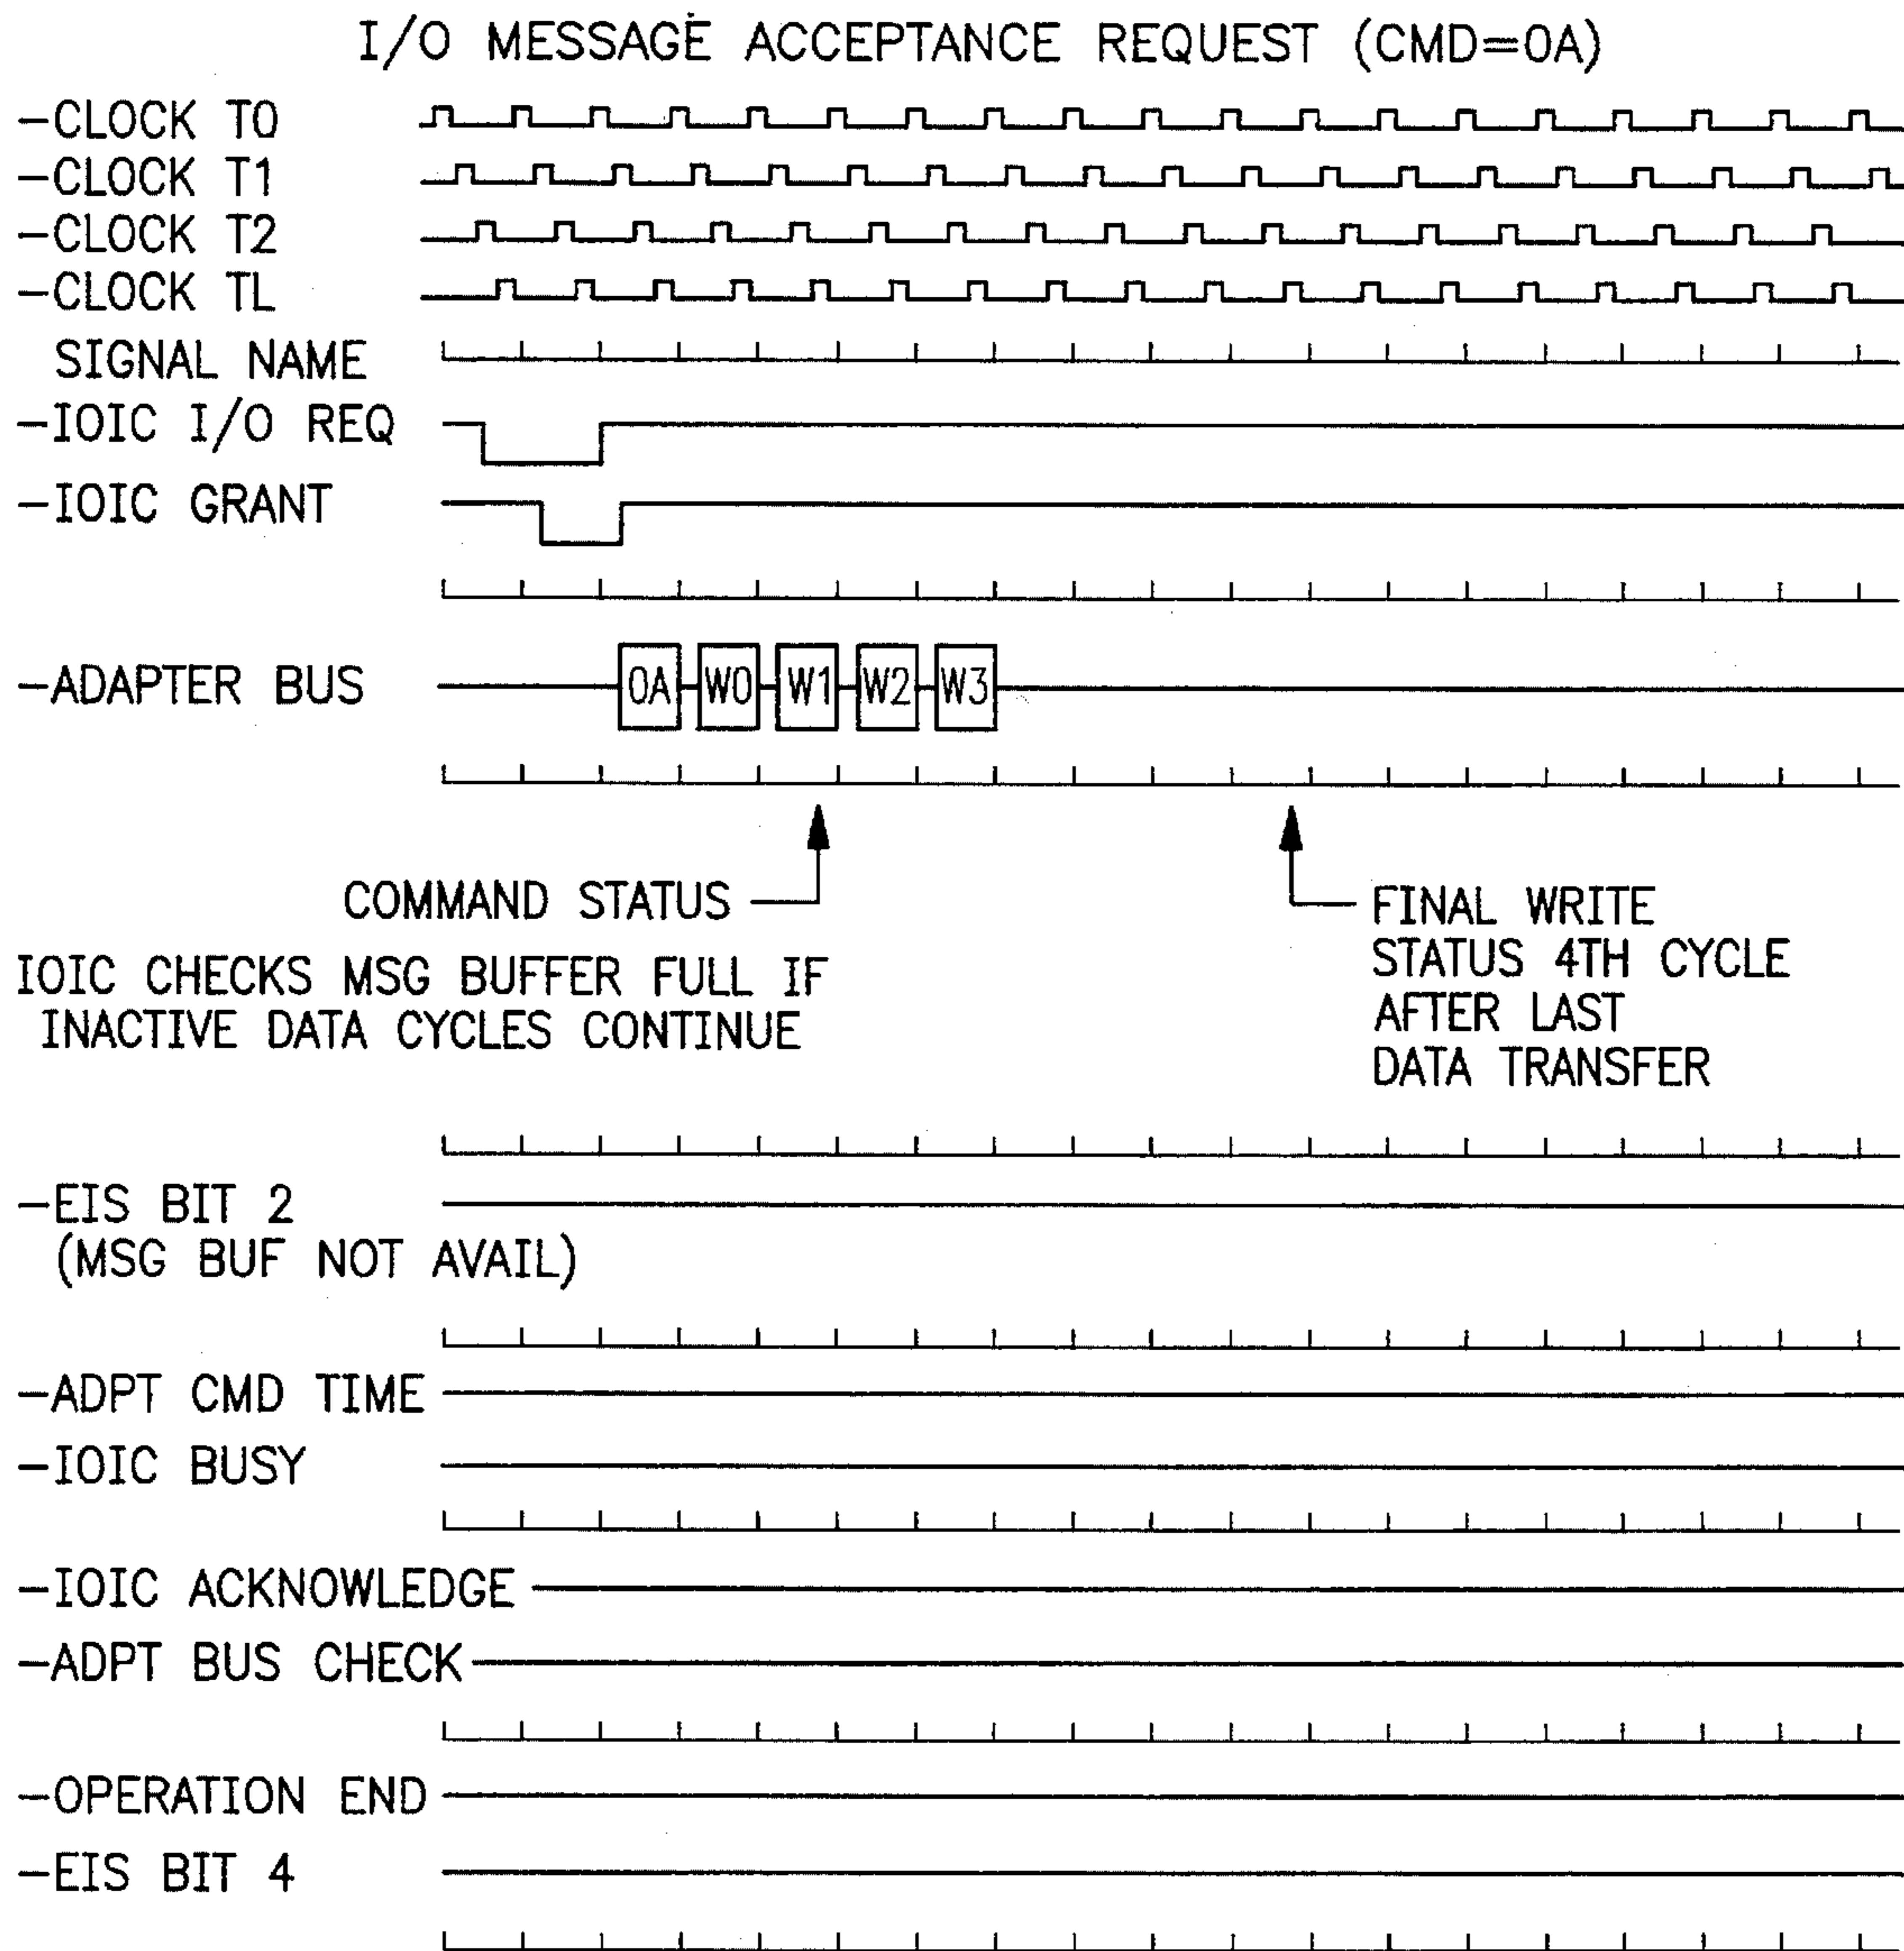 I/O MESSAGE ACCEPTANCE REQUEST (CMD=0A)
-CLOCK T0
-CLOCK T1
-CLOCK T2
-CLOCK TL
SIGNAL NAME
-IOIC I/O REQ
-IOIC GRANT
-ADAPTER BUS
0A W0 W1 W2 W3
COMMAND STATUS
IOIC CHECKS MSG BUFFER FULL IF
INACTIVE DATA CYCLES CONTINUE
FINAL WRITE
STATUS 4TH CYCLE
AFTER LAST
DATA TRANSFER
-EIS BIT 2
(MSG BUF NOT AVAIL)
-ADPT CMD TIME
-IOIC BUSY
-IOIC ACKNOWLEDGE
-ADPT BUS CHECK
-OPERATION END
-EIS BIT 4